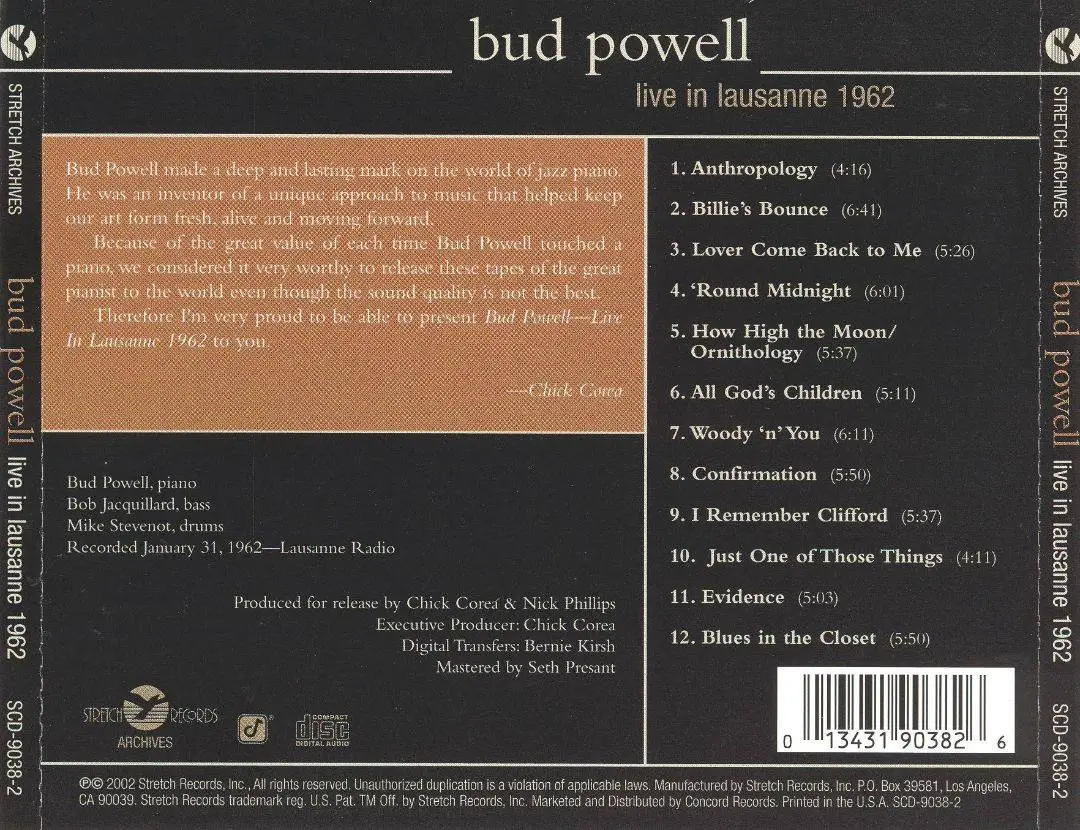 bud powell
live in lausanne 1962
STRETCH ARCHIVES
bud powell live in lausanne 1962
SCD-9038-2
Bud Powell made a deep and lasting mark on the world of jazz piano.
He was an inventor of a unique approach to music that helped keep
our art form fresh, alive and moving forward.
Because of the great value of each time Bud Powell touched a
piano, we considered it very worthy to release these tapes of the great
pianist to the world even though the sound quality is not the best.
Therefore I'm very proud to be able to present Bud Powell—Live
In Lausanne 1962 to you.
—Chick Corea
Bud Powell, piano
Bob Jacquillard, bass
Mike Stevenot, drums
Recorded January 31, 1962—Lausanne Radio
Produced for release by Chick Corea & Nick Phillips
Executive Producer: Chick Corea
Digital Transfers: Bernie Kirsh
Mastered by Seth Presant
STRETCH RECORDS
ARCHIVES
COMPACT
disc
DIGITAL AUDIO
1. Anthropology (4:16)
2. Billie's Bounce (6:41)
3. Lover Come Back to Me (5:26)
4. ‘Round Midnight (6:01)
5. How High the Moon/
Ornithology (5:37)
6. All God's Children (5:11)
7. Woody ‘n’ You (6:11)
8. Confirmation (5:50)
9. I Remember Clifford (5:37)
10. Just One of Those Things (4:11)
11. Evidence (5:03)
12. Blues in the Closet (5:50)
0 13431 90382 6
℗© 2002 Stretch Records, Inc., All rights reserved. Unauthorized duplication is a violation of applicable laws. Manufactured by Stretch Records, Inc. P.O. Box 39581, Los Angeles,
CA 90039. Stretch Records trademark reg. U.S. Pat. TM Off. by Stretch Records, Inc. Marketed and Distributed by Concord Records. Printed in the U.S.A. SCD-9038-2
STRETCH ARCHIVES
bud powell live in lausanne 1962
SCD-9038-2